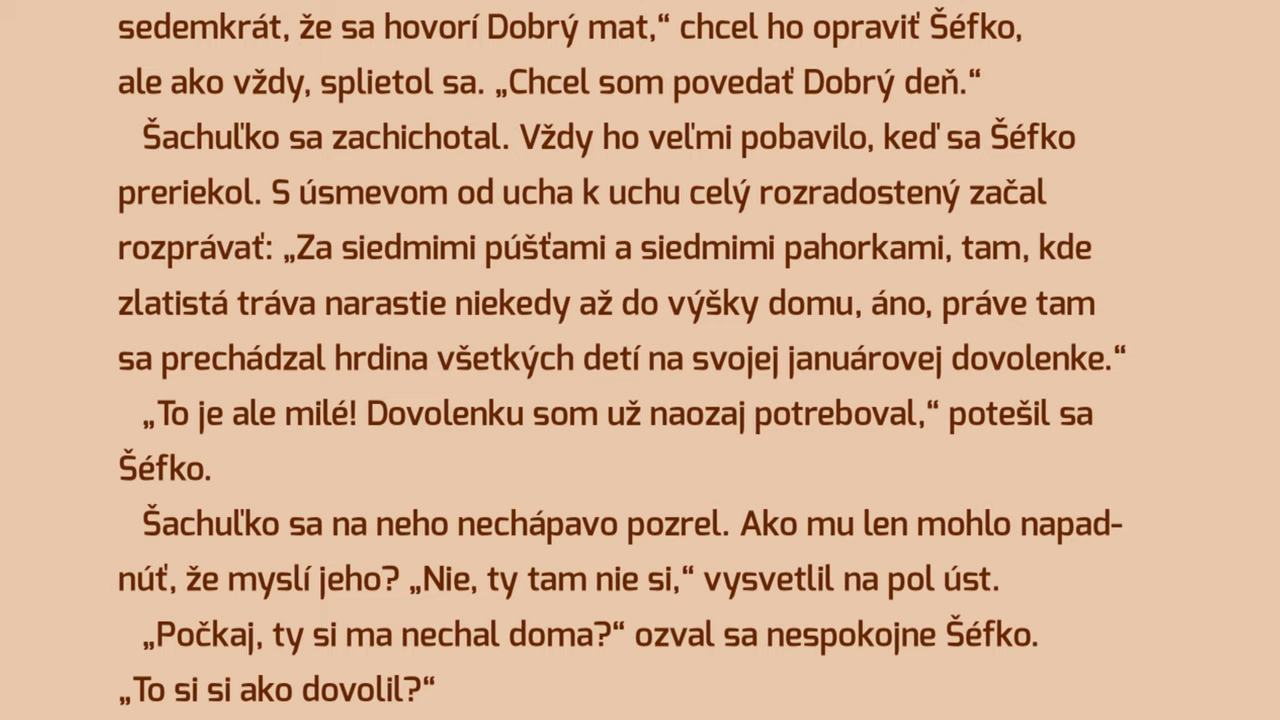 sedemkrát, že sa hovorí Dobrý mat,“ chcel ho opraviť Šéfko,
ale ako vždy, splietol sa. „Chcel som povedať Dobrý deň.“
Šachuľko sa zachichotal. Vždy ho veľmi pobavilo, keď sa Šéfko
preriekol. S úsmevom od ucha k uchu celý rozradostený začal
rozprávať: „Za siedmimi púšťami a siedmimi pahorkami, tam, kde
zlatistá tráva narastie niekedy až do výšky domu, áno, práve tam
sa prechádzal hrdina všetkých detí na svojej januárovej dovolenke.“
„To je ale milé! Dovolenku som už naozaj potreboval,“ potešil sa
Šéfko.
Šachuľko sa na neho nechápavo pozrel. Ako mu len mohlo napad-
núť, že myslí jeho? „Nie, ty tam nie si,“ vysvetlil na pol úst.
„Počkaj, ty si ma nechal doma?“ ozval sa nespokojne Šéfko.
„To si si ako dovolil?“